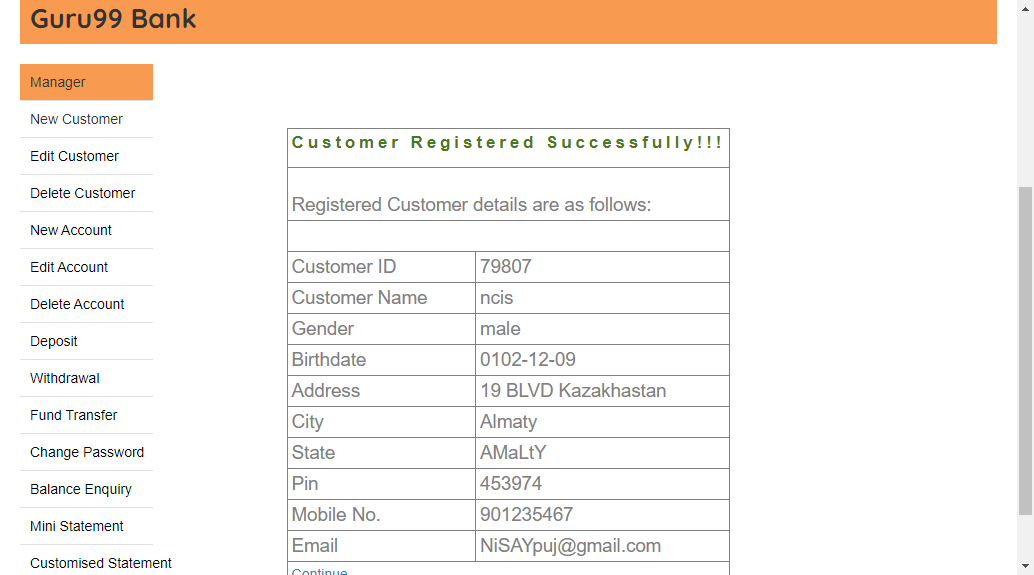 Guru99 Bank
Manager
New Customer
Edit Customer
Delete Customer
New Account
Edit Account
Delete Account
Deposit
Withdrawal
Fund Transfer
Change Password
Balance Enquiry
Mini Statement
Customised Statement
Customer Registered Successfully!!!
Registered Customer details are as follows:
Customer ID 79807
Customer Name ncis
Gender male
Birthdate 0102-12-09
Address 19 BLVD Kazakhastan
City Almaty
State AMaLtY
Pin 453974
Mobile No. 901235467
Email NiSAYpuj@gmail.com
Continue